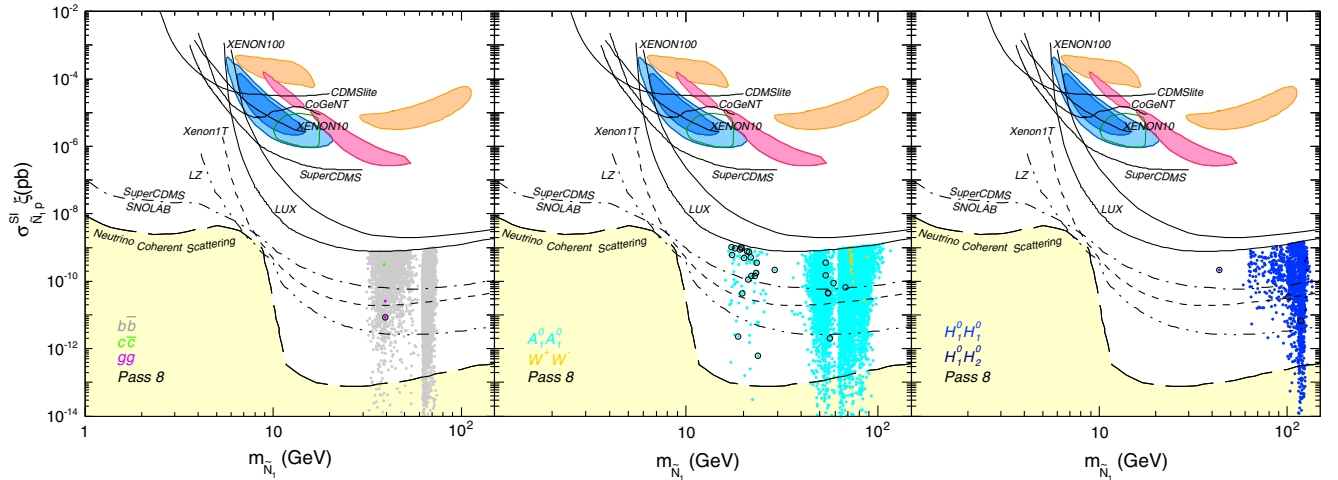 σ^SI_Ñ₁p ξ(pb)
10^-2
10^-4
10^-6
10^-8
10^-10
10^-12
10^-14
XENON100
CDMSlite
CoGeNT
XENON10
Xenon1T
SuperCDMS
LZ
SuperCDMS
SNOLAB
LUX
Neutrino Coherent Scattering
bb̅
cc̅
gg
Pass 8
1
10
10^2
m_Ñ₁ (GeV)
XENON100
CDMSlite
CoGeNT
XENON10
Xenon1T
SuperCDMS
LZ
SuperCDMS
SNOLAB
LUX
Neutrino Coherent Scattering
A^0_1A^0_1
W^+W^-
Pass 8
10
10^2
m_Ñ₁ (GeV)
XENON100
CDMSlite
CoGeNT
XENON10
Xenon1T
SuperCDMS
LZ
SuperCDMS
SNOLAB
LUX
Neutrino Coherent Scattering
H^0_1H^0_1
H^0_1H^0_2
Pass 8
10
10^2
m_Ñ₁ (GeV)